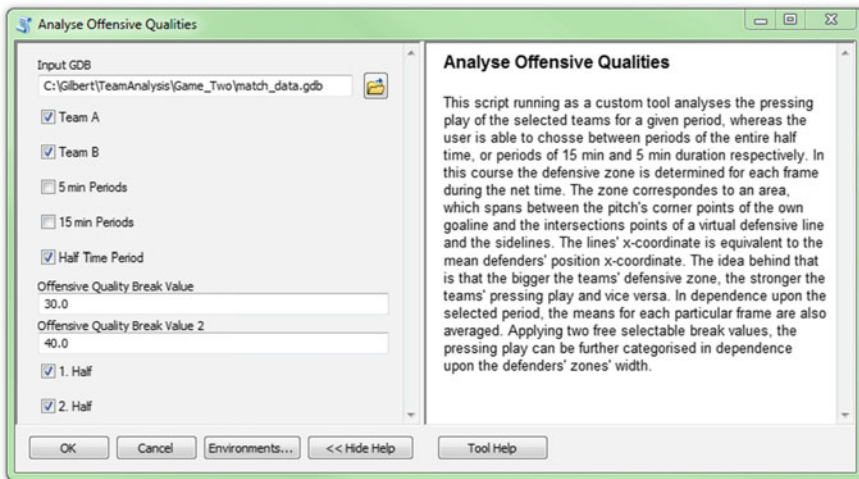 Analyse Offensive Qualities
Input GDB
C:\Gilbert\TeamAnalysis\Game_Two\match_data.gdb
Team A
Team B
5 min Periods
15 min Periods
Half Time Period
Offensive Quality Break Value
30.0
Offensive Quality Break Value 2
40.0
1. Half
2. Half
Analyse Offensive Qualities
This script running as a custom tool analyses the pressing
play of the selected teams for a given period, whereas the
user is able to chosse between periods of the entire half
time, or periods of 15 min and 5 min duration respectively. In
this course the defensive zone is determined for each frame
during the net time. The zone correspondes to an area,
which spans between the pitch's corner points of the own
goaline and the intersections points of a virtual defensive line
and the sidelines. The lines' x-coordinate is equivalent to the
mean defenders' position x-coordinate. The idea behind that
is that the bigger the teams' defensive zone, the stronger the
teams' pressing play and vice versa. In dependence upon the
selected period, the means for each particular frame are also
averaged. Applying two free selectable break values, the
pressing play can be further categorised in dependence
upon the defenders' zones' width.
OK
Cancel
Environments...
<< Hide Help
Tool Help